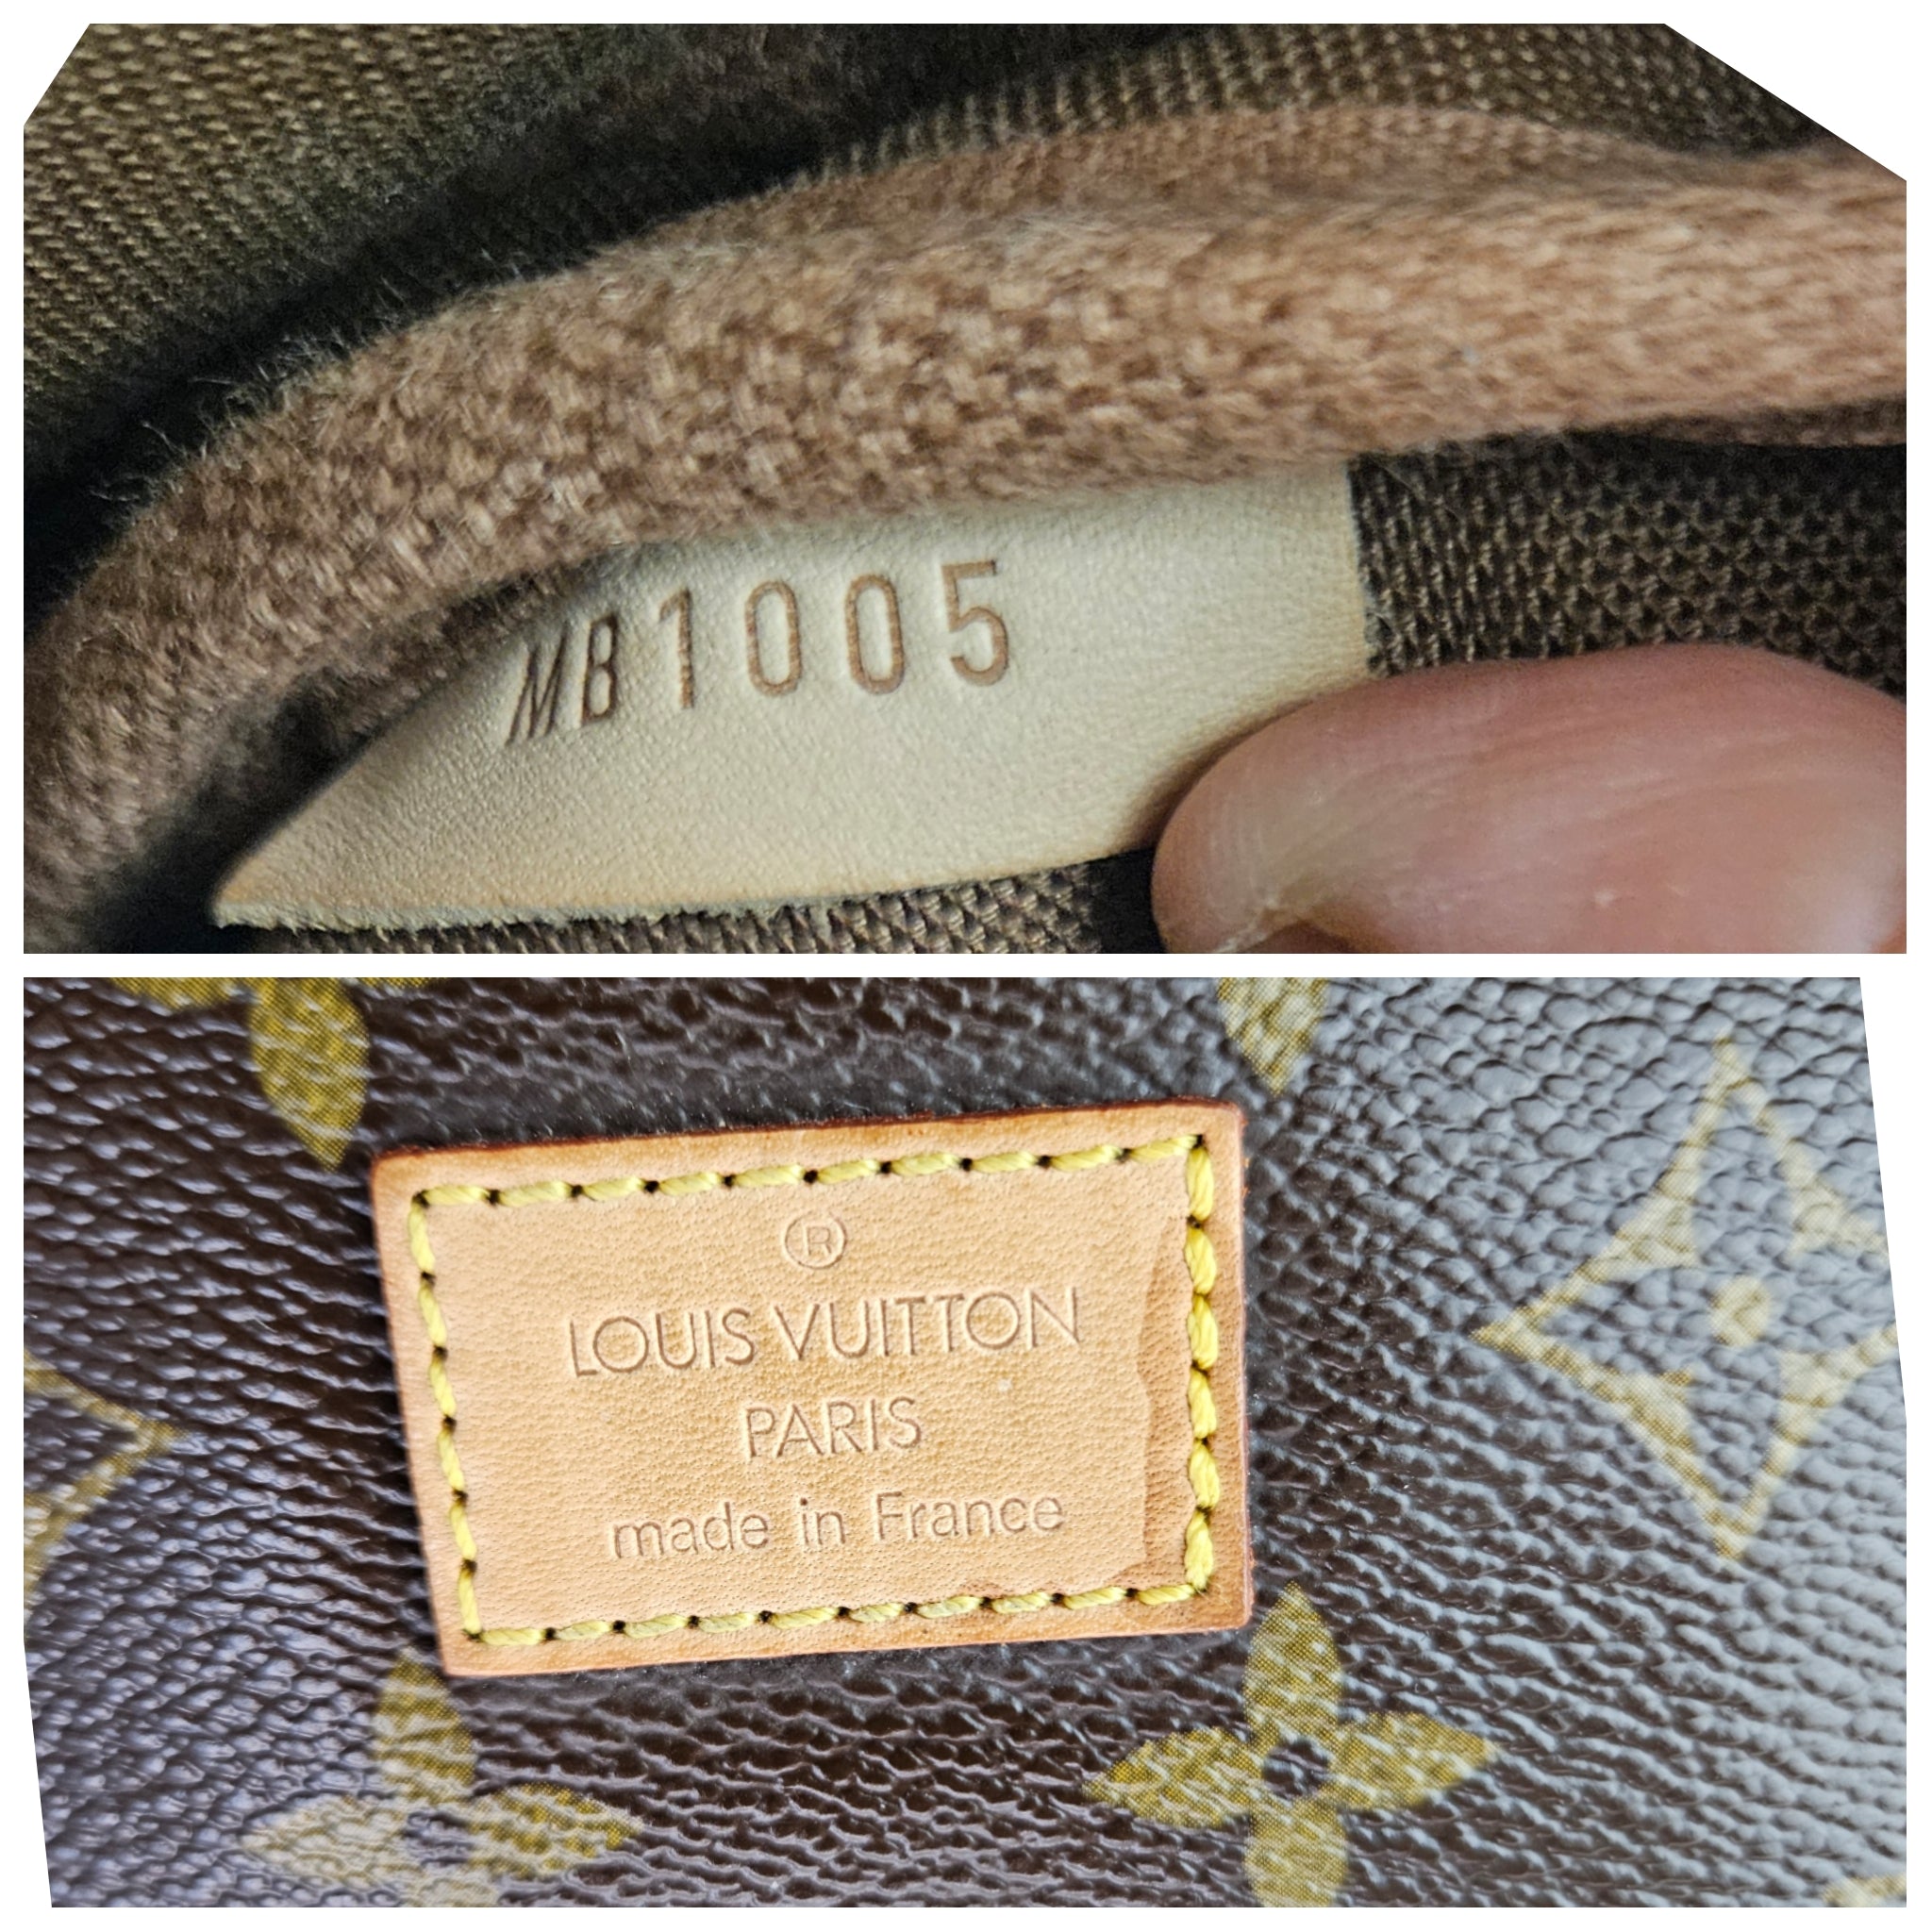 MB1005
®
LOUIS VUITTON
PARIS
made in France